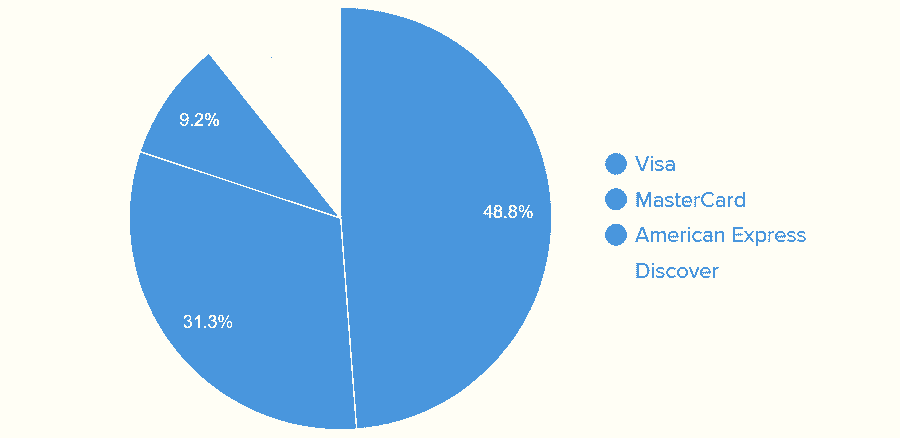 9.2%
48.8%
31.3%
Visa
MasterCard
American Express
Discover